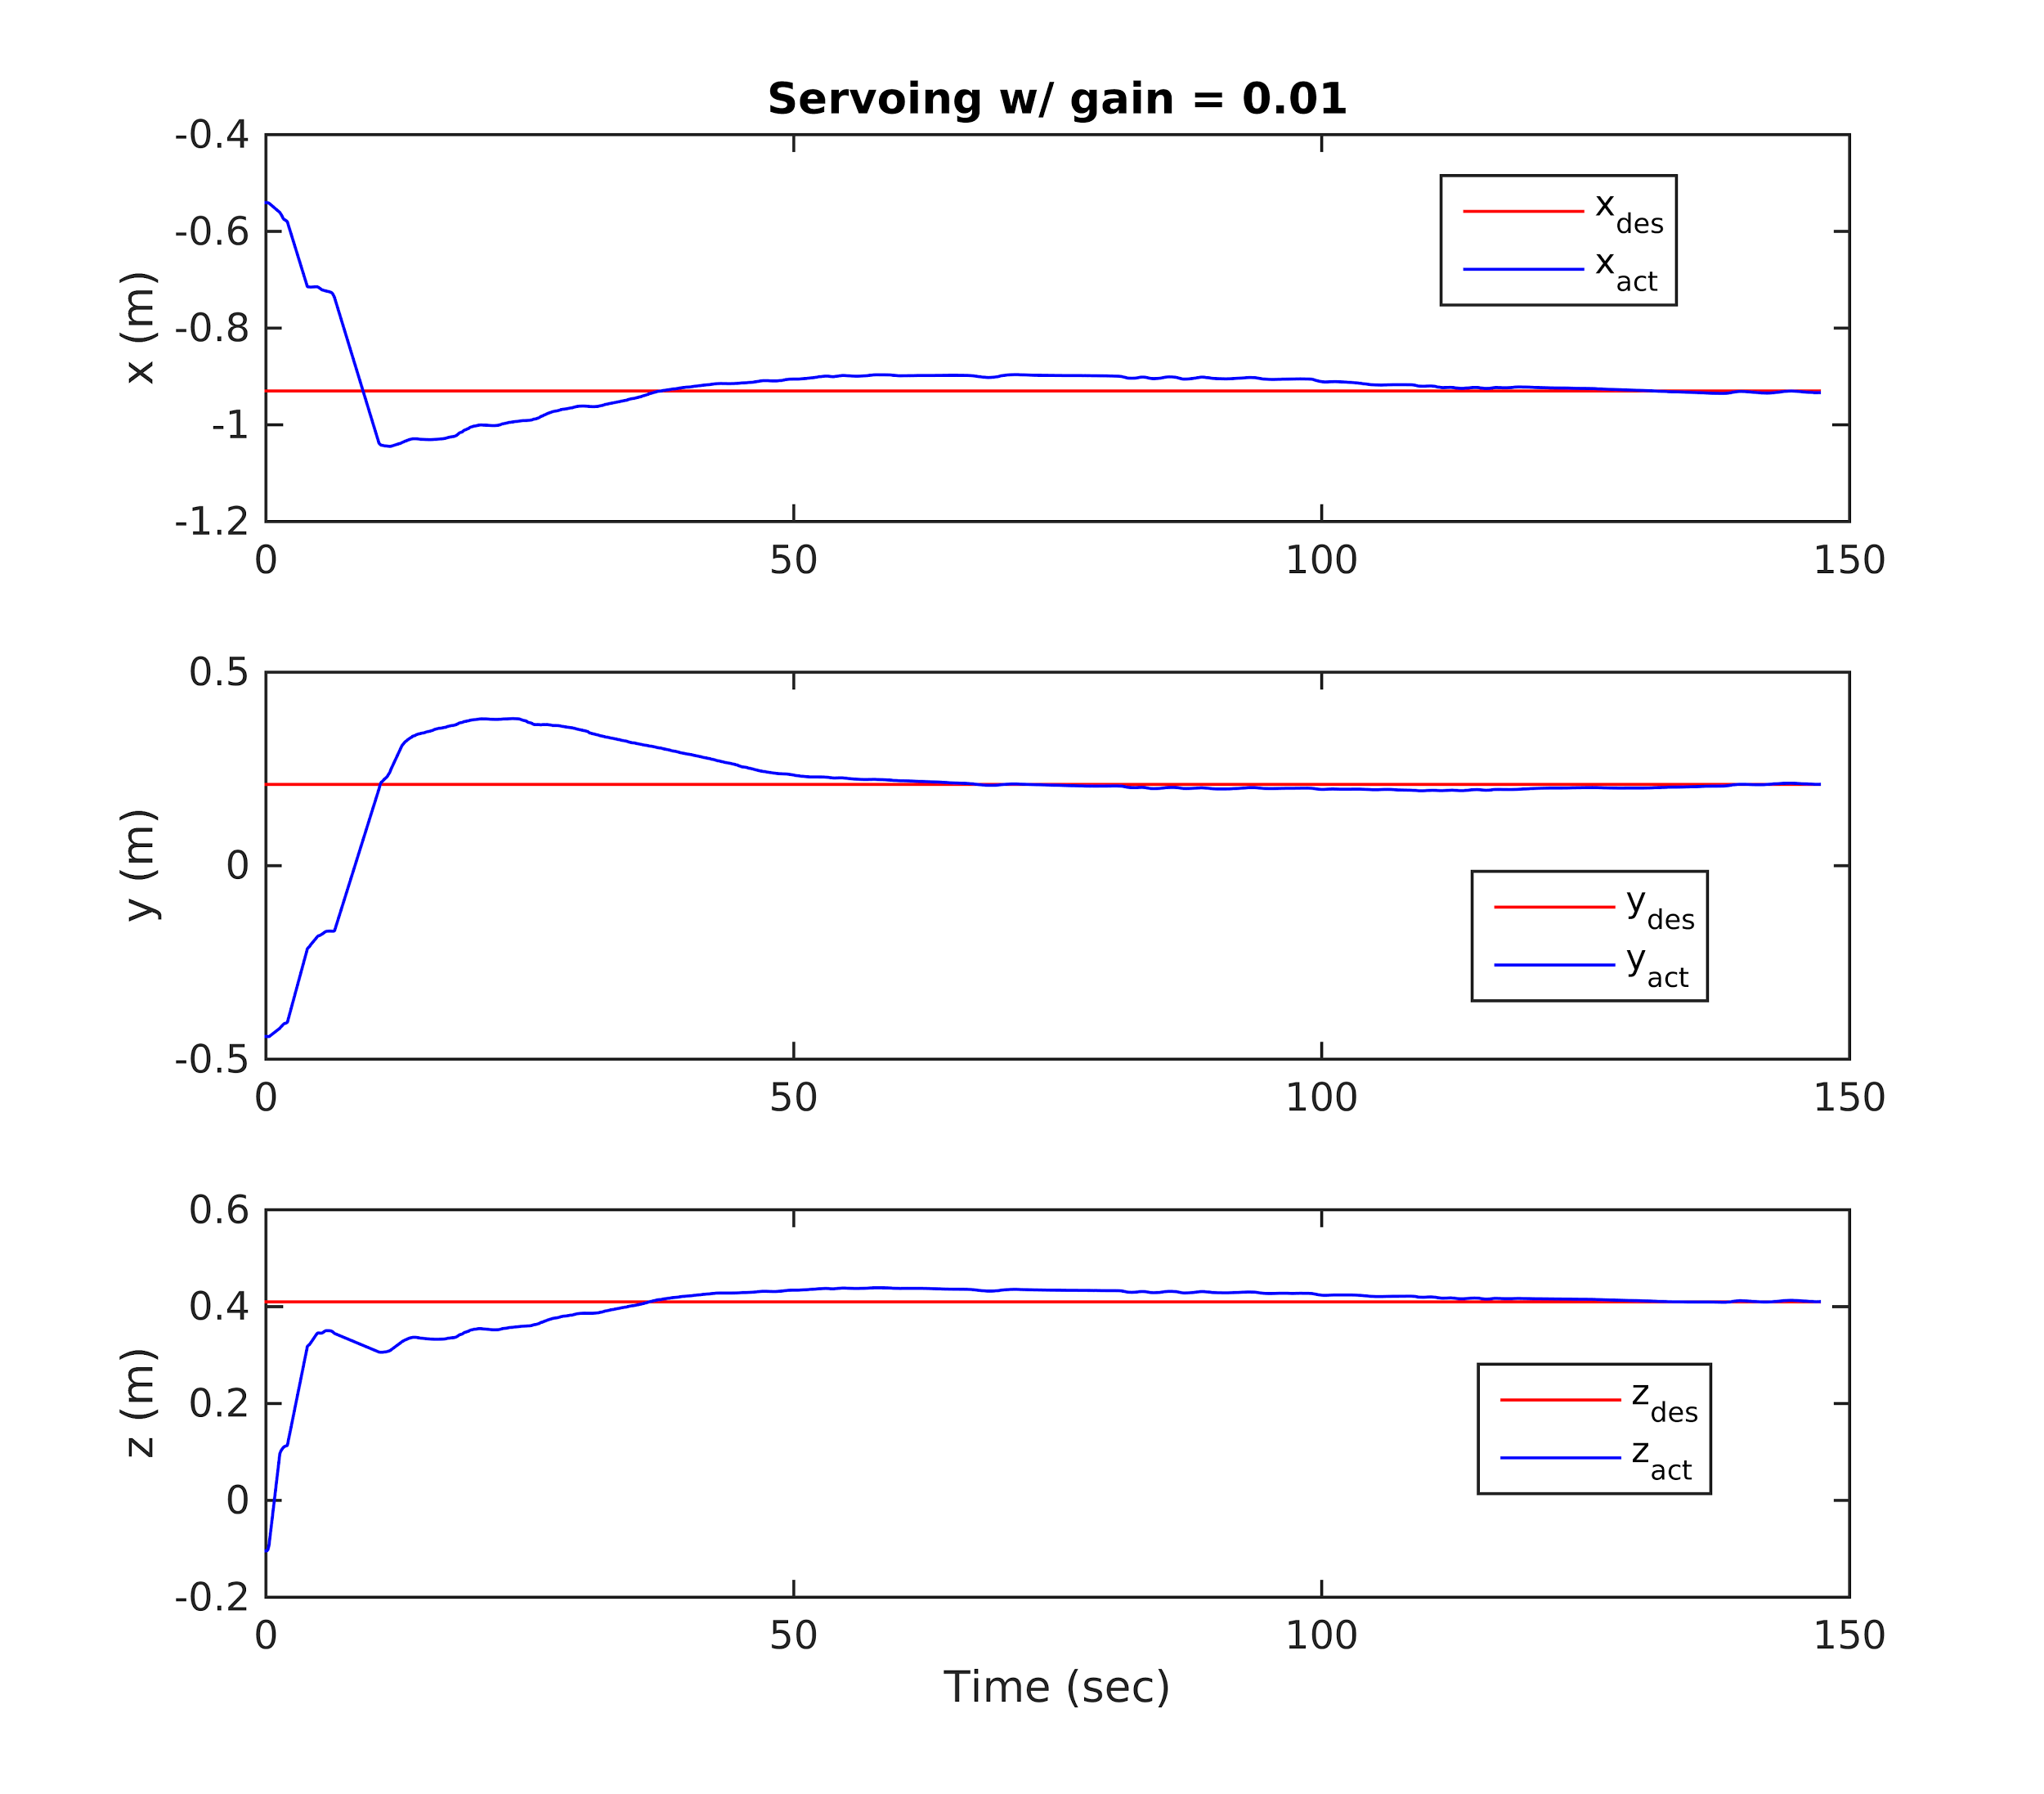 Servoing w/ gain = 0.01
-0.4
-0.6
-0.8
-1
-1.2
x (m)
x_des
x_act
0 50 100 150
0.5
0
-0.5
y (m)
y_des
y_act
0 50 100 150
0.6
0.4
0.2
0
-0.2
z (m)
z_des
z_act
0 50 100 150
Time (sec)